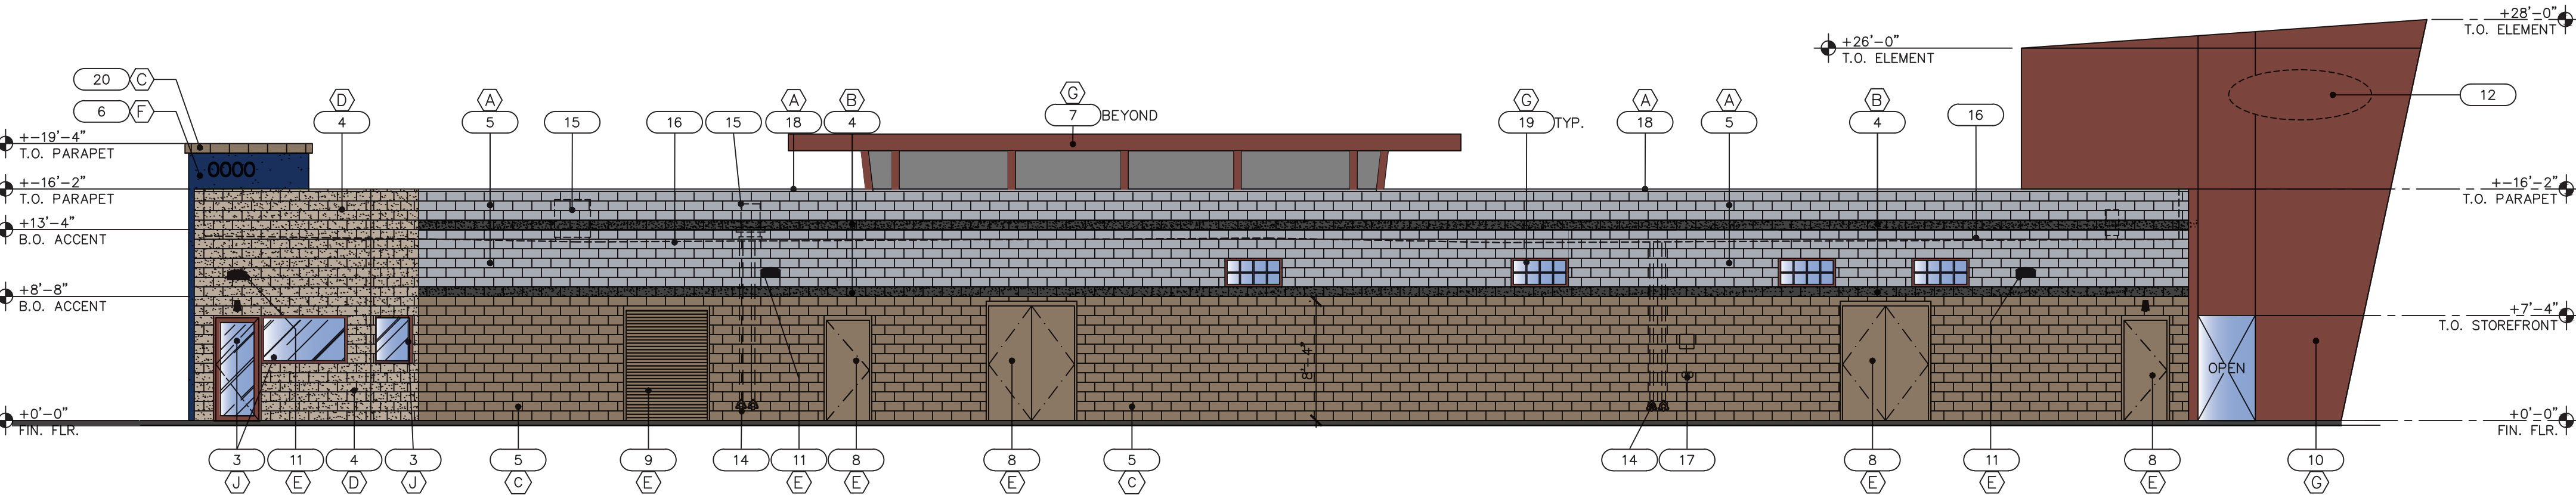 +28'-0"
T.O. ELEMENT
+26'-0"
T.O. ELEMENT
20 C
6 F
D
4
A
5
15
16
15
A
18
B
4
G
7 BEYOND
G
19 TYP.
A
18
A
5
B
4
16
12
+-19'-4"
T.O. PARAPET
0000
+-16'-2"
T.O. PARAPET
+-16'-2"
T.O. PARAPET
+13'-4"
B.O. ACCENT
+8'-8"
B.O. ACCENT
+7'-4"
T.O. STOREFRONT
8'-4"
OPEN
+0'-0"
FIN. FLR.
+0'-0"
FIN. FLR.
3
J
11
E
4
D
3
J
5
C
9
E
14
11
E
8
E
8
E
5
C
14
17
8
E
11
E
8
E
10
G